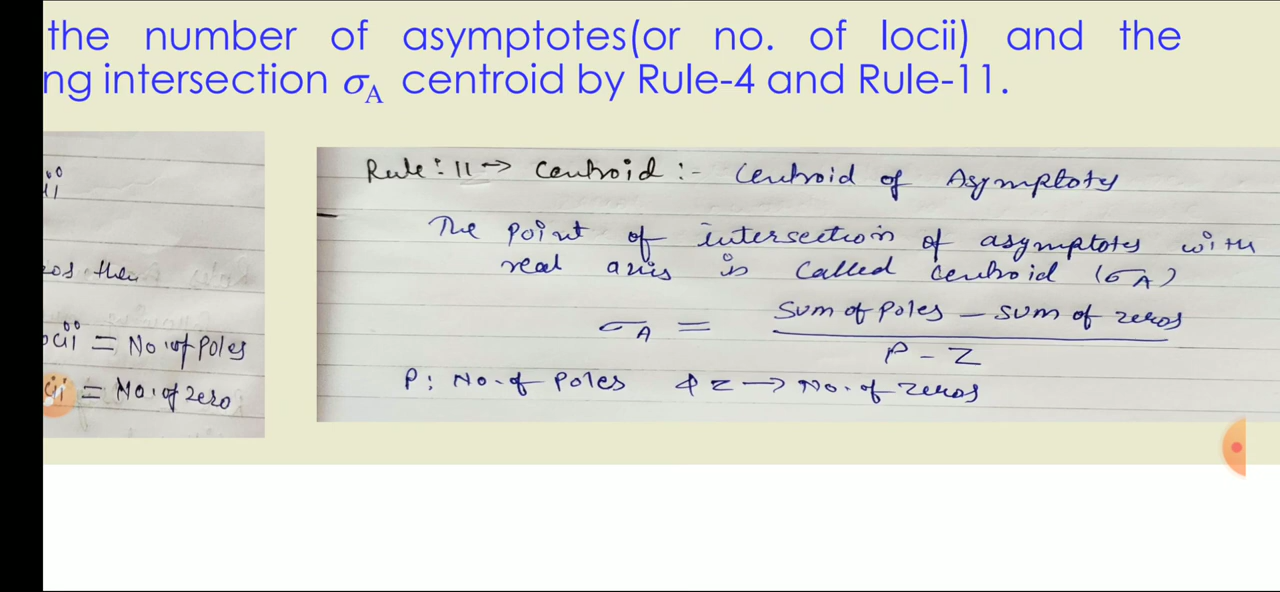 the number of asymptotes(or no. of locii) and the
ng intersection σA centroid by Rule-4 and Rule-11.
Rule: 11 → Centroid :- Centroid of Asymptotes
The point of intersection of asymptotes with
real axis is called centroid (σA)
σA = Sum of Poles − sum of zeros
P − Z
P: No. of Poles & Z → No. of zeros
then
= No. of Poles
= No. of zero